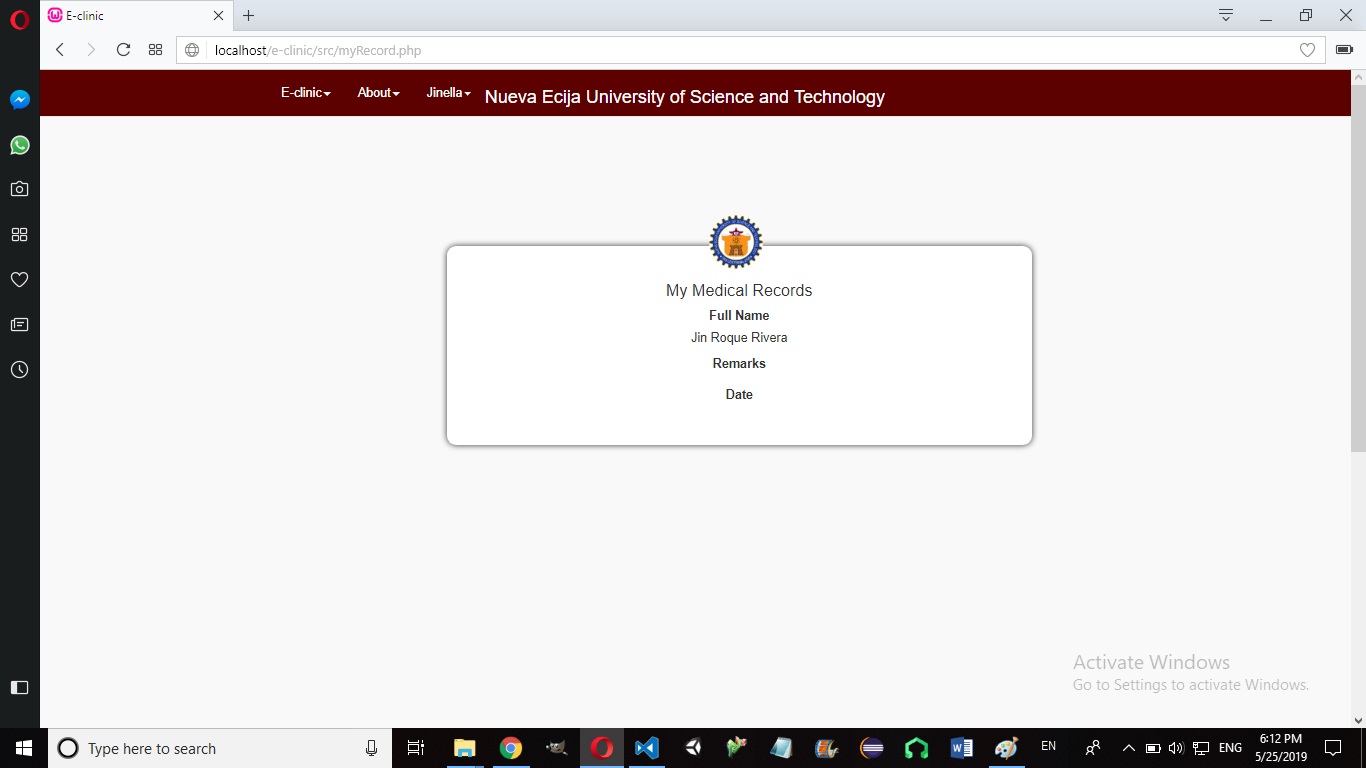 E-clinic
localhost/e-clinic/src/myRecord.php
E-clinic About Jinella Nueva Ecija University of Science and Technology
My Medical Records
Full Name
Jin Roque Rivera
Remarks
Date
Activate Windows
Go to Settings to activate Windows.
Type here to search
EN
ENG
6:12 PM
5/25/2019